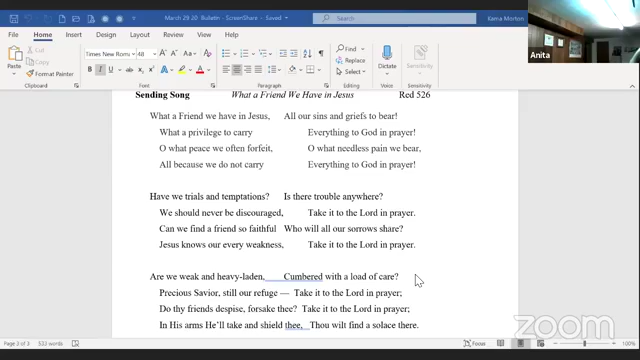 March 29 20- Bulletin - ScreenShare - Saved
Search
Kama Morton
File Home Insert Draw Design Layout References Mailings Review View Help
Anita
Paste
Cut
Copy
Format Painter
Times New Roma 48
Find
Replace
Select
Dictate
Sensitivity
Clipboard Font Paragraph Styles Editing Voice Sensitivity
Sending Song What a Friend We Have in Jesus Red 526
What a Friend we have in Jesus, All our sins and griefs to bear!
What a privilege to carry Everything to God in prayer!
O what peace we often forfeit, O what needless pain we bear,
All because we do not carry Everything to God in prayer!
Have we trials and temptations? Is there trouble anywhere?
We should never be discouraged, Take it to the Lord in prayer.
Can we find a friend so faithful Who will all our sorrows share?
Jesus knows our every weakness, Take it to the Lord in prayer.
Are we weak and heavy-laden, Cumbered with a load of care?
Precious Savior, still our refuge — Take it to the Lord in prayer;
Do thy friends despise, forsake thee? Take it to the Lord in prayer;
In His arms He'll take and shield thee, Thou wilt find a solace there.
zoom
Page 3 of 3 533 words Focus 100%